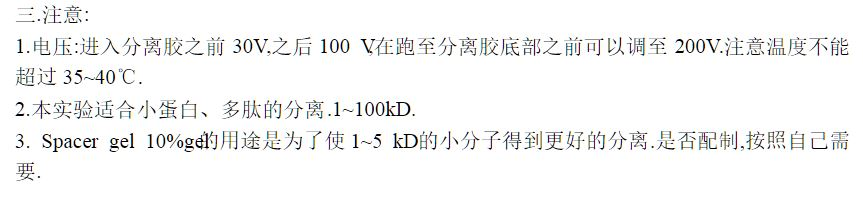 三.注意:
1.电压:进入分离胶之前 30V,之后 100 V,在跑至分离胶底部之前可以调至 200V.注意温度不能
超过 35~40℃.
2.本实验适合小蛋白、多肽的分离.1~100kD.
3. Spacer gel 10%gel的用途是为了使 1~5 kD的小分子得到更好的分离.是否配制,按照自己需
要.